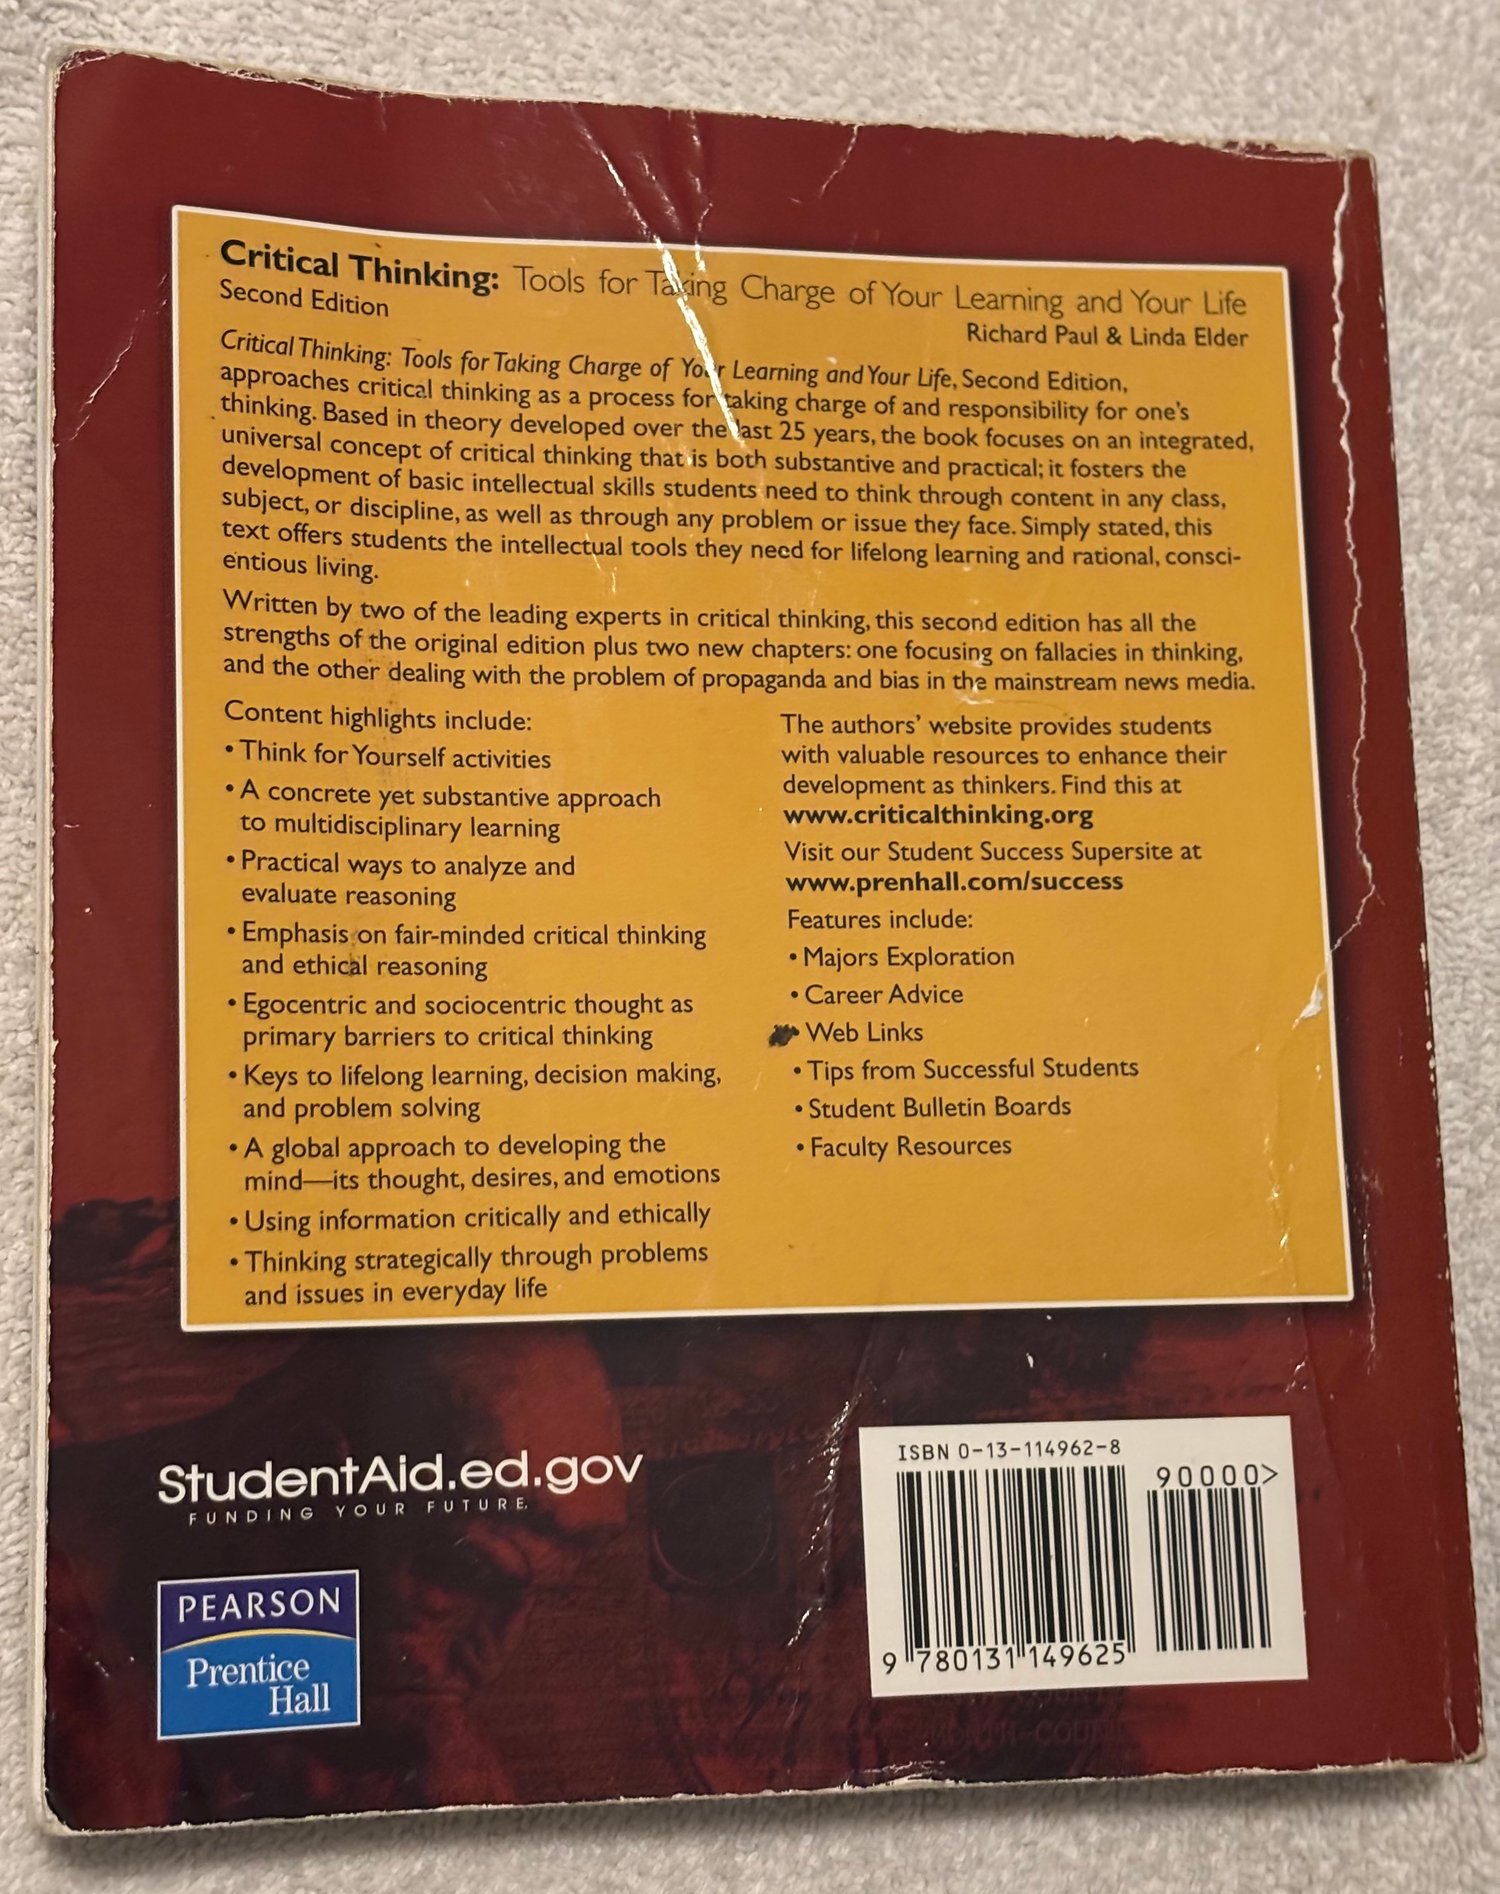 Critical Thinking: Tools for Taking Charge of Your Learning and Your Life
Second Edition
Richard Paul & Linda Elder
Critical Thinking: Tools for Taking Charge of Your Learning and Your Life, Second Edition,
approaches critical thinking as a process for taking charge of and responsibility for one's
thinking. Based in theory developed over the last 25 years, the book focuses on an integrated,
universal concept of critical thinking that is both substantive and practical; it fosters the
development of basic intellectual skills students need to think through content in any class,
subject, or discipline, as well as through any problem or issue they face. Simply stated, this
text offers students the intellectual tools they need for lifelong learning and rational, consci-
entious living.
Written by two of the leading experts in critical thinking, this second edition has all the
strengths of the original edition plus two new chapters: one focusing on fallacies in thinking,
and the other dealing with the problem of propaganda and bias in the mainstream news media.
Content highlights include:
• Think for Yourself activities
• A concrete yet substantive approach
to multidisciplinary learning
• Practical ways to analyze and
evaluate reasoning
• Emphasis on fair-minded critical thinking
and ethical reasoning
• Egocentric and sociocentric thought as
primary barriers to critical thinking
• Keys to lifelong learning, decision making,
and problem solving
• A global approach to developing the
mind—its thought, desires, and emotions
• Using information critically and ethically
• Thinking strategically through problems
and issues in everyday life
The authors' website provides students
with valuable resources to enhance their
development as thinkers. Find this at
www.criticalthinking.org
Visit our Student Success Supersite at
www.prenhall.com/success
Features include:
• Majors Exploration
• Career Advice
• Web Links
• Tips from Successful Students
• Student Bulletin Boards
• Faculty Resources
StudentAid.ed.gov
FUNDING YOUR FUTURE.
PEARSON
Prentice
Hall
ISBN 0-13-114962-8
90000>
9 780131 149625